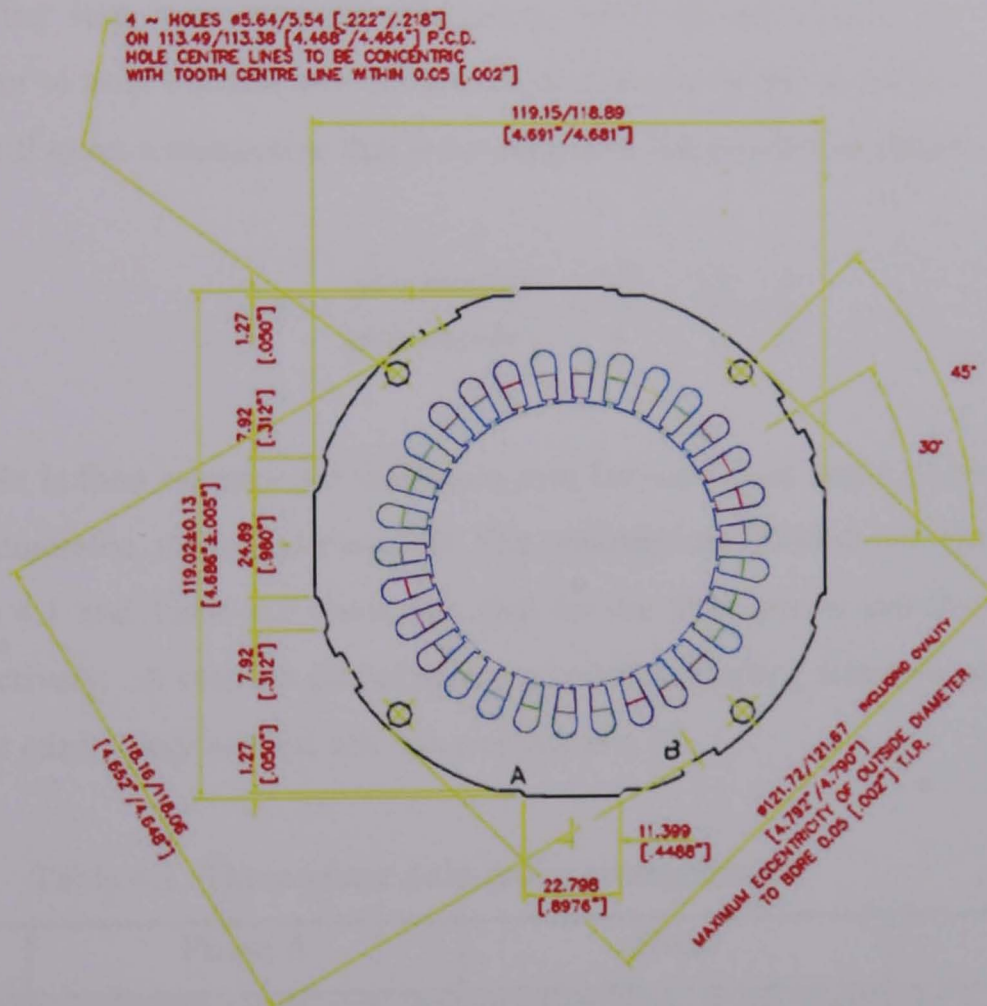 4 ~ HOLES ø5.64/5.54 [.222"/.218"]
ON 113.49/113.38 [4.468"/4.464"] P.C.D.
HOLE CENTRE LINES TO BE CONCENTRIC
WITH TOOTH CENTRE LINE WITHIN 0.05 [.002"]
119.15/118.89
[4.691"/4.681"]
1.27
[.050"]
7.92
[.312"]
119.02±0.13
[4.686"±.005"]
24.89
[.980"]
7.92
[.312"]
1.27
[.050"]
45°
30°
118.16/118.06
[4.652"/4.648"]
A
B
11.399
[.4488"]
22.798
[.8976"]
ø121.72/121.67 INCLUDING OVALITY
[4.792"/4.790"]
MAXIMUM ECCENTRICITY OF OUTSIDE DIAMETER
TO BORE 0.05 [.002"] T.I.R.